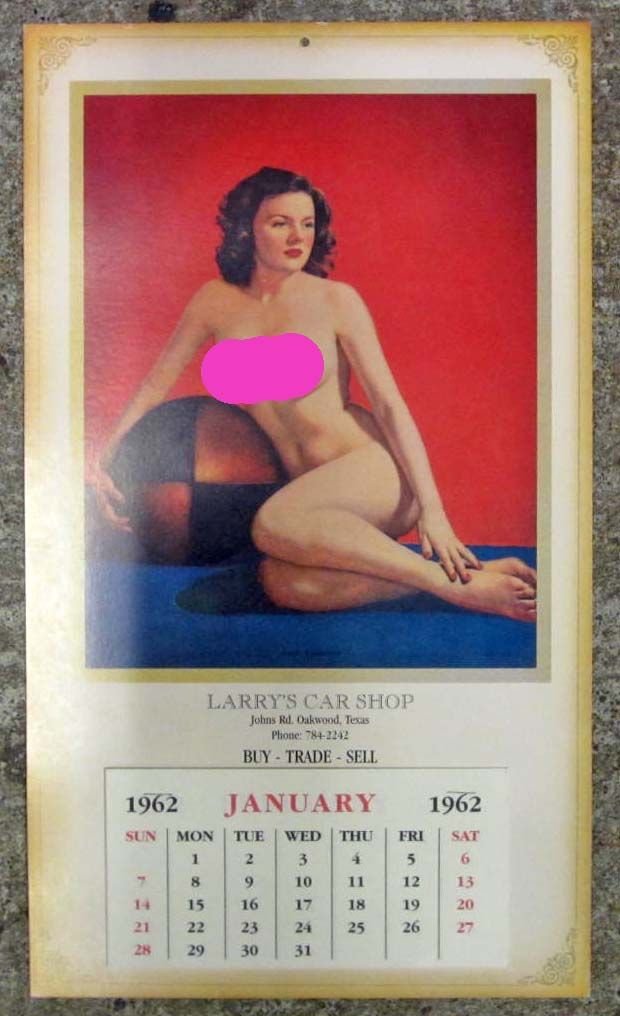 LARRY'S CAR SHOP
Johns Rd. Oakwood, Texas
Phone: 784-2242
BUY - TRADE - SELL
1962 JANUARY 1962
SUN MON TUE WED THU FRI SAT
1 2 3 4 5 6
7 8 9 10 11 12 13
14 15 16 17 18 19 20
21 22 23 24 25 26 27
28 29 30 31